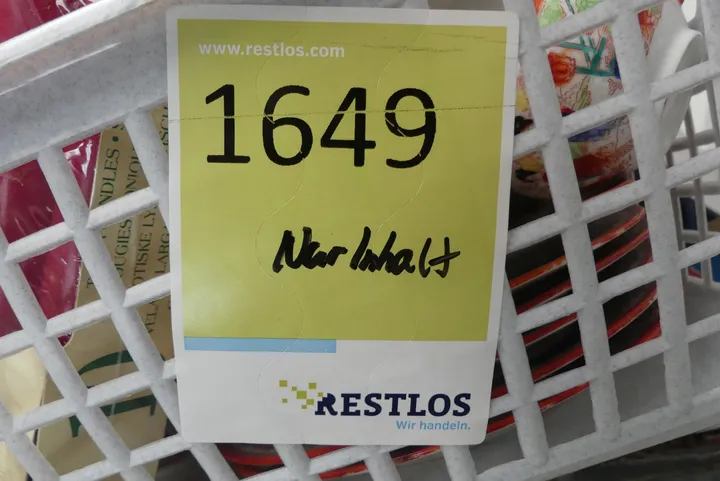 www.restlos.com
1649
Nur Inhalt
RESTLOS
Wir handeln.